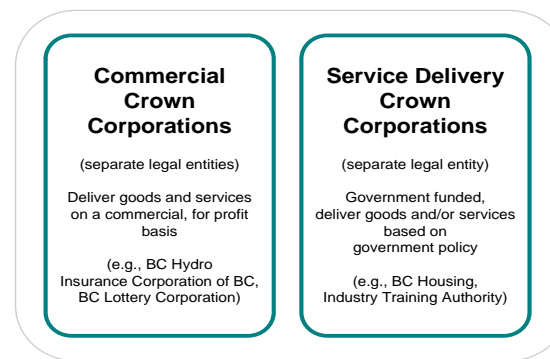 Commercial
Crown
Corporations
(separate legal entities)
Deliver goods and services
on a commercial, for profit
basis
(e.g., BC Hydro
Insurance Corporation of BC,
BC Lottery Corporation)
Service Delivery
Crown
Corporations
(separate legal entity)
Government funded,
deliver goods and/or services
based on
government policy
(e.g., BC Housing,
Industry Training Authority)